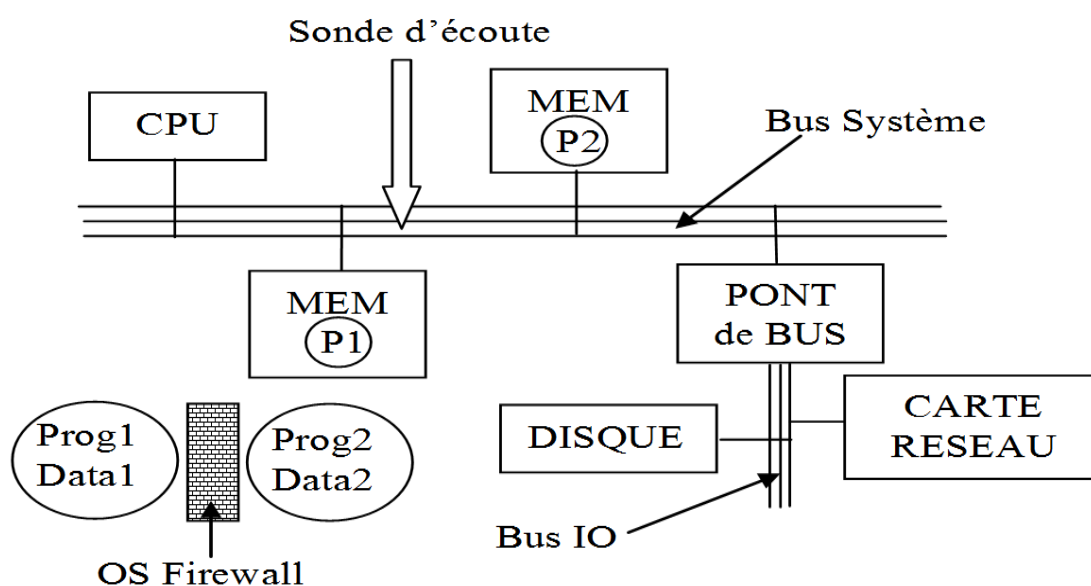 Sonde d'écoute
CPU
MEM
P2
Bus Système
MEM
P1
PONT
de BUS
Prog1
Data1
Prog2
Data2
DISQUE
CARTE
RESEAU
Bus IO
OS Firewall